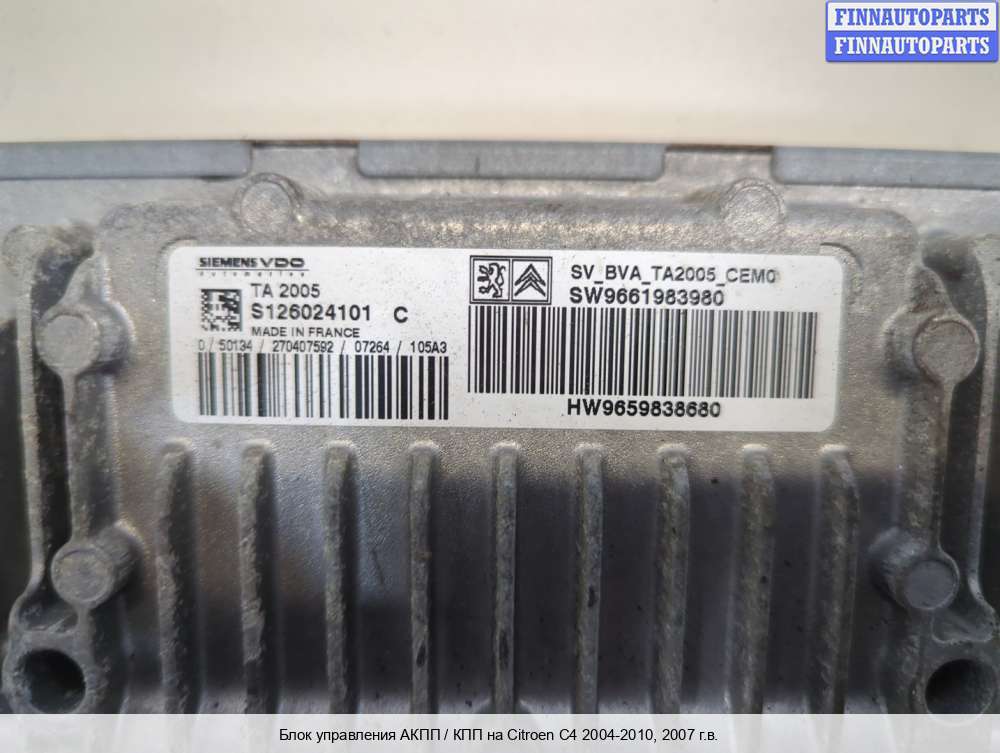 FINNAUTOPARTS
FINNAUTOPARTS
SIEMENS VDO
Automotive
TA 2005
S126024101 C
MADE IN FRANCE
0 / 50134 / 270407592 / 07264 / 105A3
SV_BVA_TA2005_CEM0
SW9661983980
HW9659838680
Блок управления АКПП / КПП на Citroen C4 2004-2010, 2007 г.в.